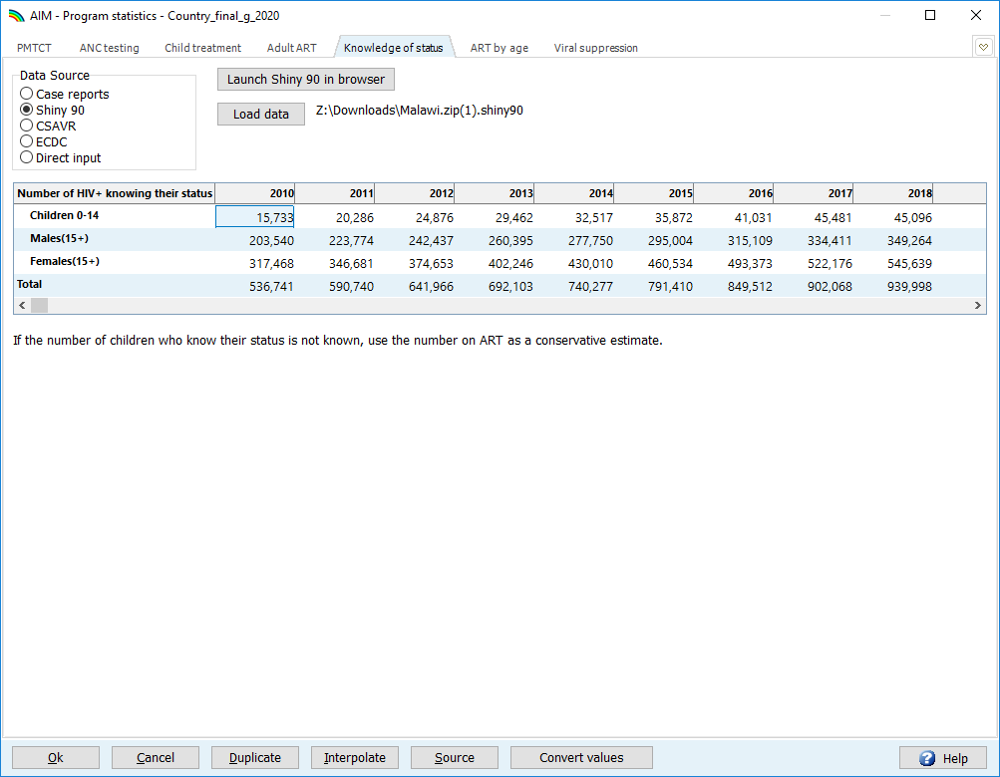 AIM - Program statistics - Country_final_g_2020
PMTCT ANC testing Child treatment Adult ART Knowledge of status ART by age Viral suppression
Data Source
Case reports
Shiny 90
CSAVR
ECDC
Direct input
Launch Shiny 90 in browser
Load data Z:\Downloads\Malawi.zip(1).shiny90
Number of HIV+ knowing their status 2010 2011 2012 2013 2014 2015 2016 2017 2018
Children 0-14 15,733 20,286 24,876 29,462 32,517 35,872 41,031 45,481 45,096
Males(15+) 203,540 223,774 242,437 260,395 277,750 295,004 315,109 334,411 349,264
Females(15+) 317,468 346,681 374,653 402,246 430,010 460,534 493,373 522,176 545,639
Total 536,741 590,740 641,966 692,103 740,277 791,410 849,512 902,068 939,998
If the number of children who know their status is not known, use the number on ART as a conservative estimate.
Ok Cancel Duplicate Interpolate Source Convert values Help